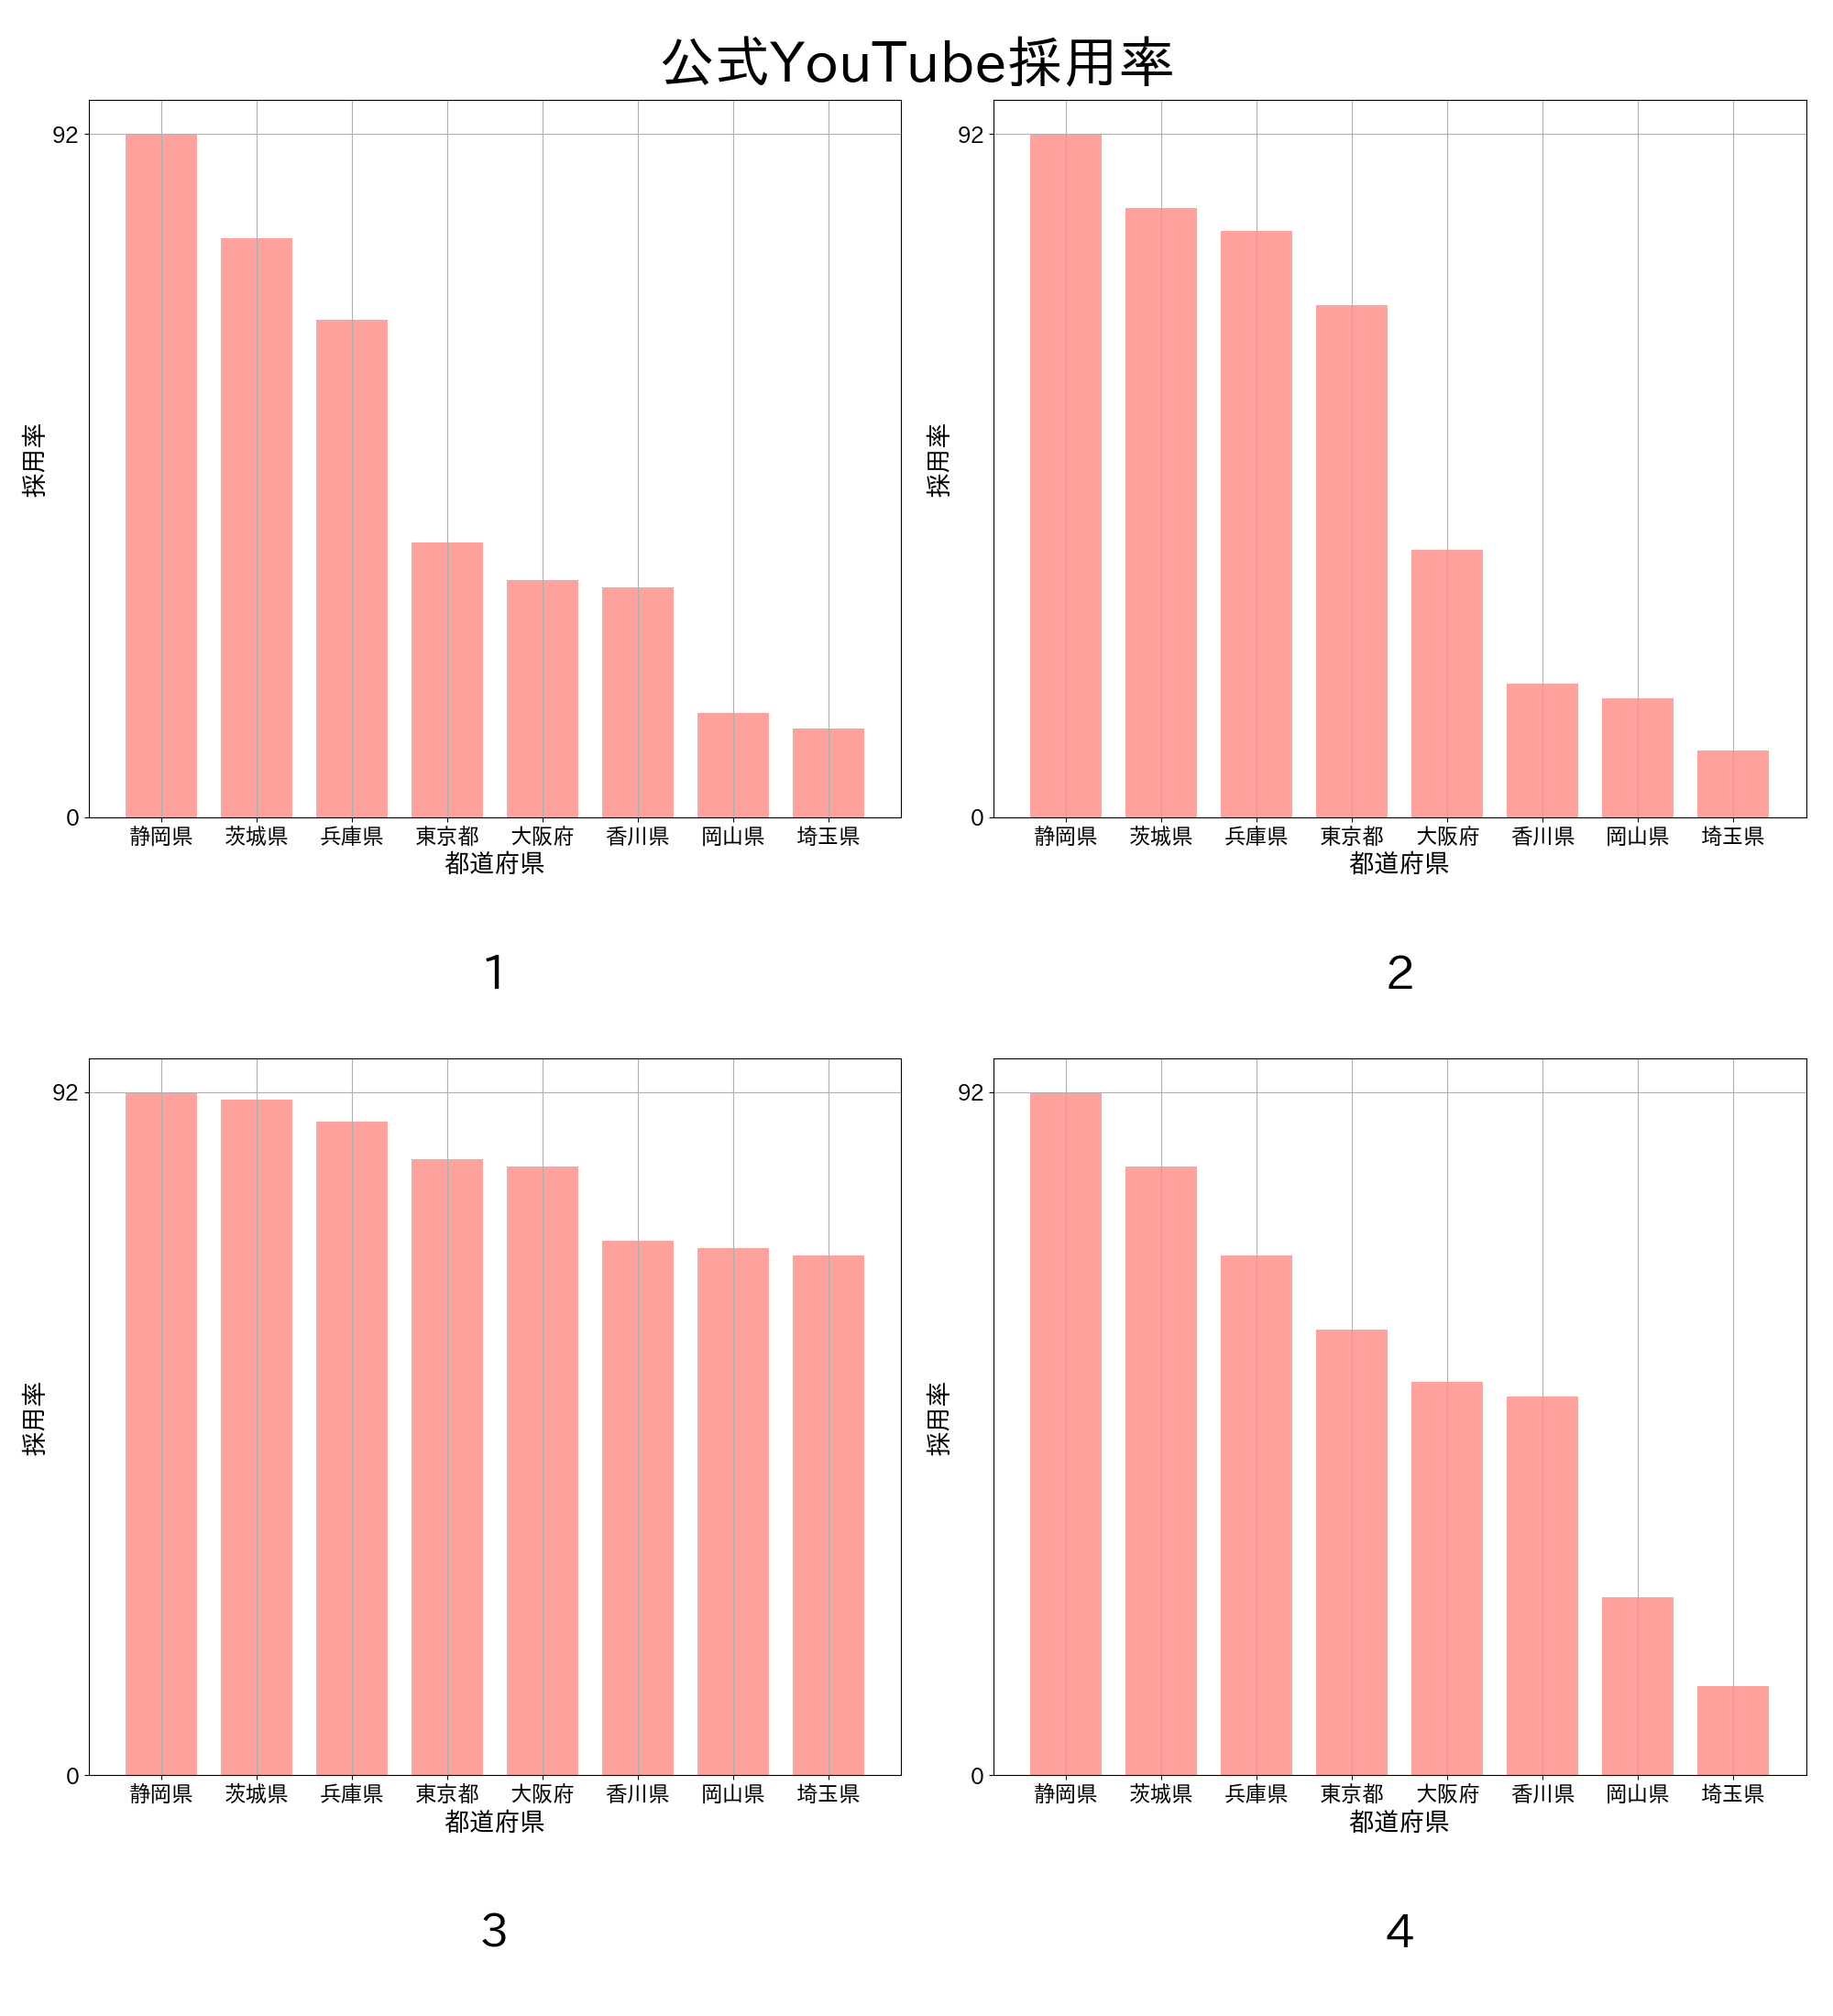 公式YouTube採用率
92
0
採用率
静岡県 茨城県 兵庫県 東京都 大阪府 香川県 岡山県 埼玉県
都道府県
1
92
0
採用率
静岡県 茨城県 兵庫県 東京都 大阪府 香川県 岡山県 埼玉県
都道府県
2
92
0
採用率
静岡県 茨城県 兵庫県 東京都 大阪府 香川県 岡山県 埼玉県
都道府県
3
92
0
採用率
静岡県 茨城県 兵庫県 東京都 大阪府 香川県 岡山県 埼玉県
都道府県
4